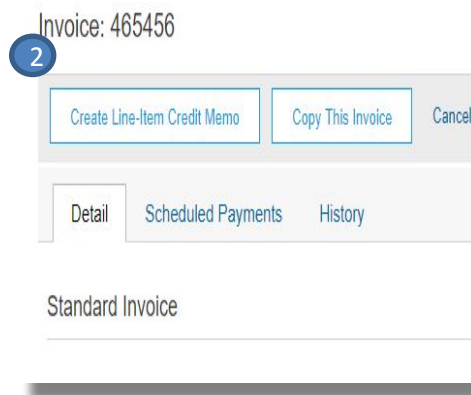 Invoice: 465456
2
Create Line-Item Credit Memo Copy This Invoice Cancel
Detail Scheduled Payments History
Standard Invoice